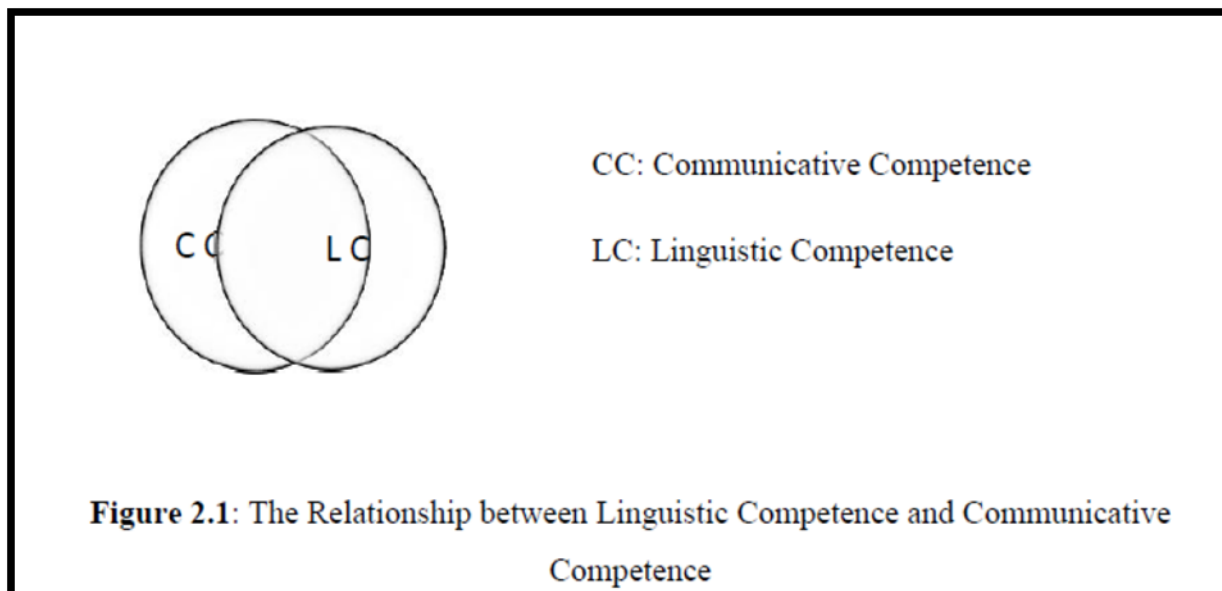 CC: Communicative Competence
C C
L C
LC: Linguistic Competence
Figure 2.1: The Relationship between Linguistic Competence and Communicative
Competence